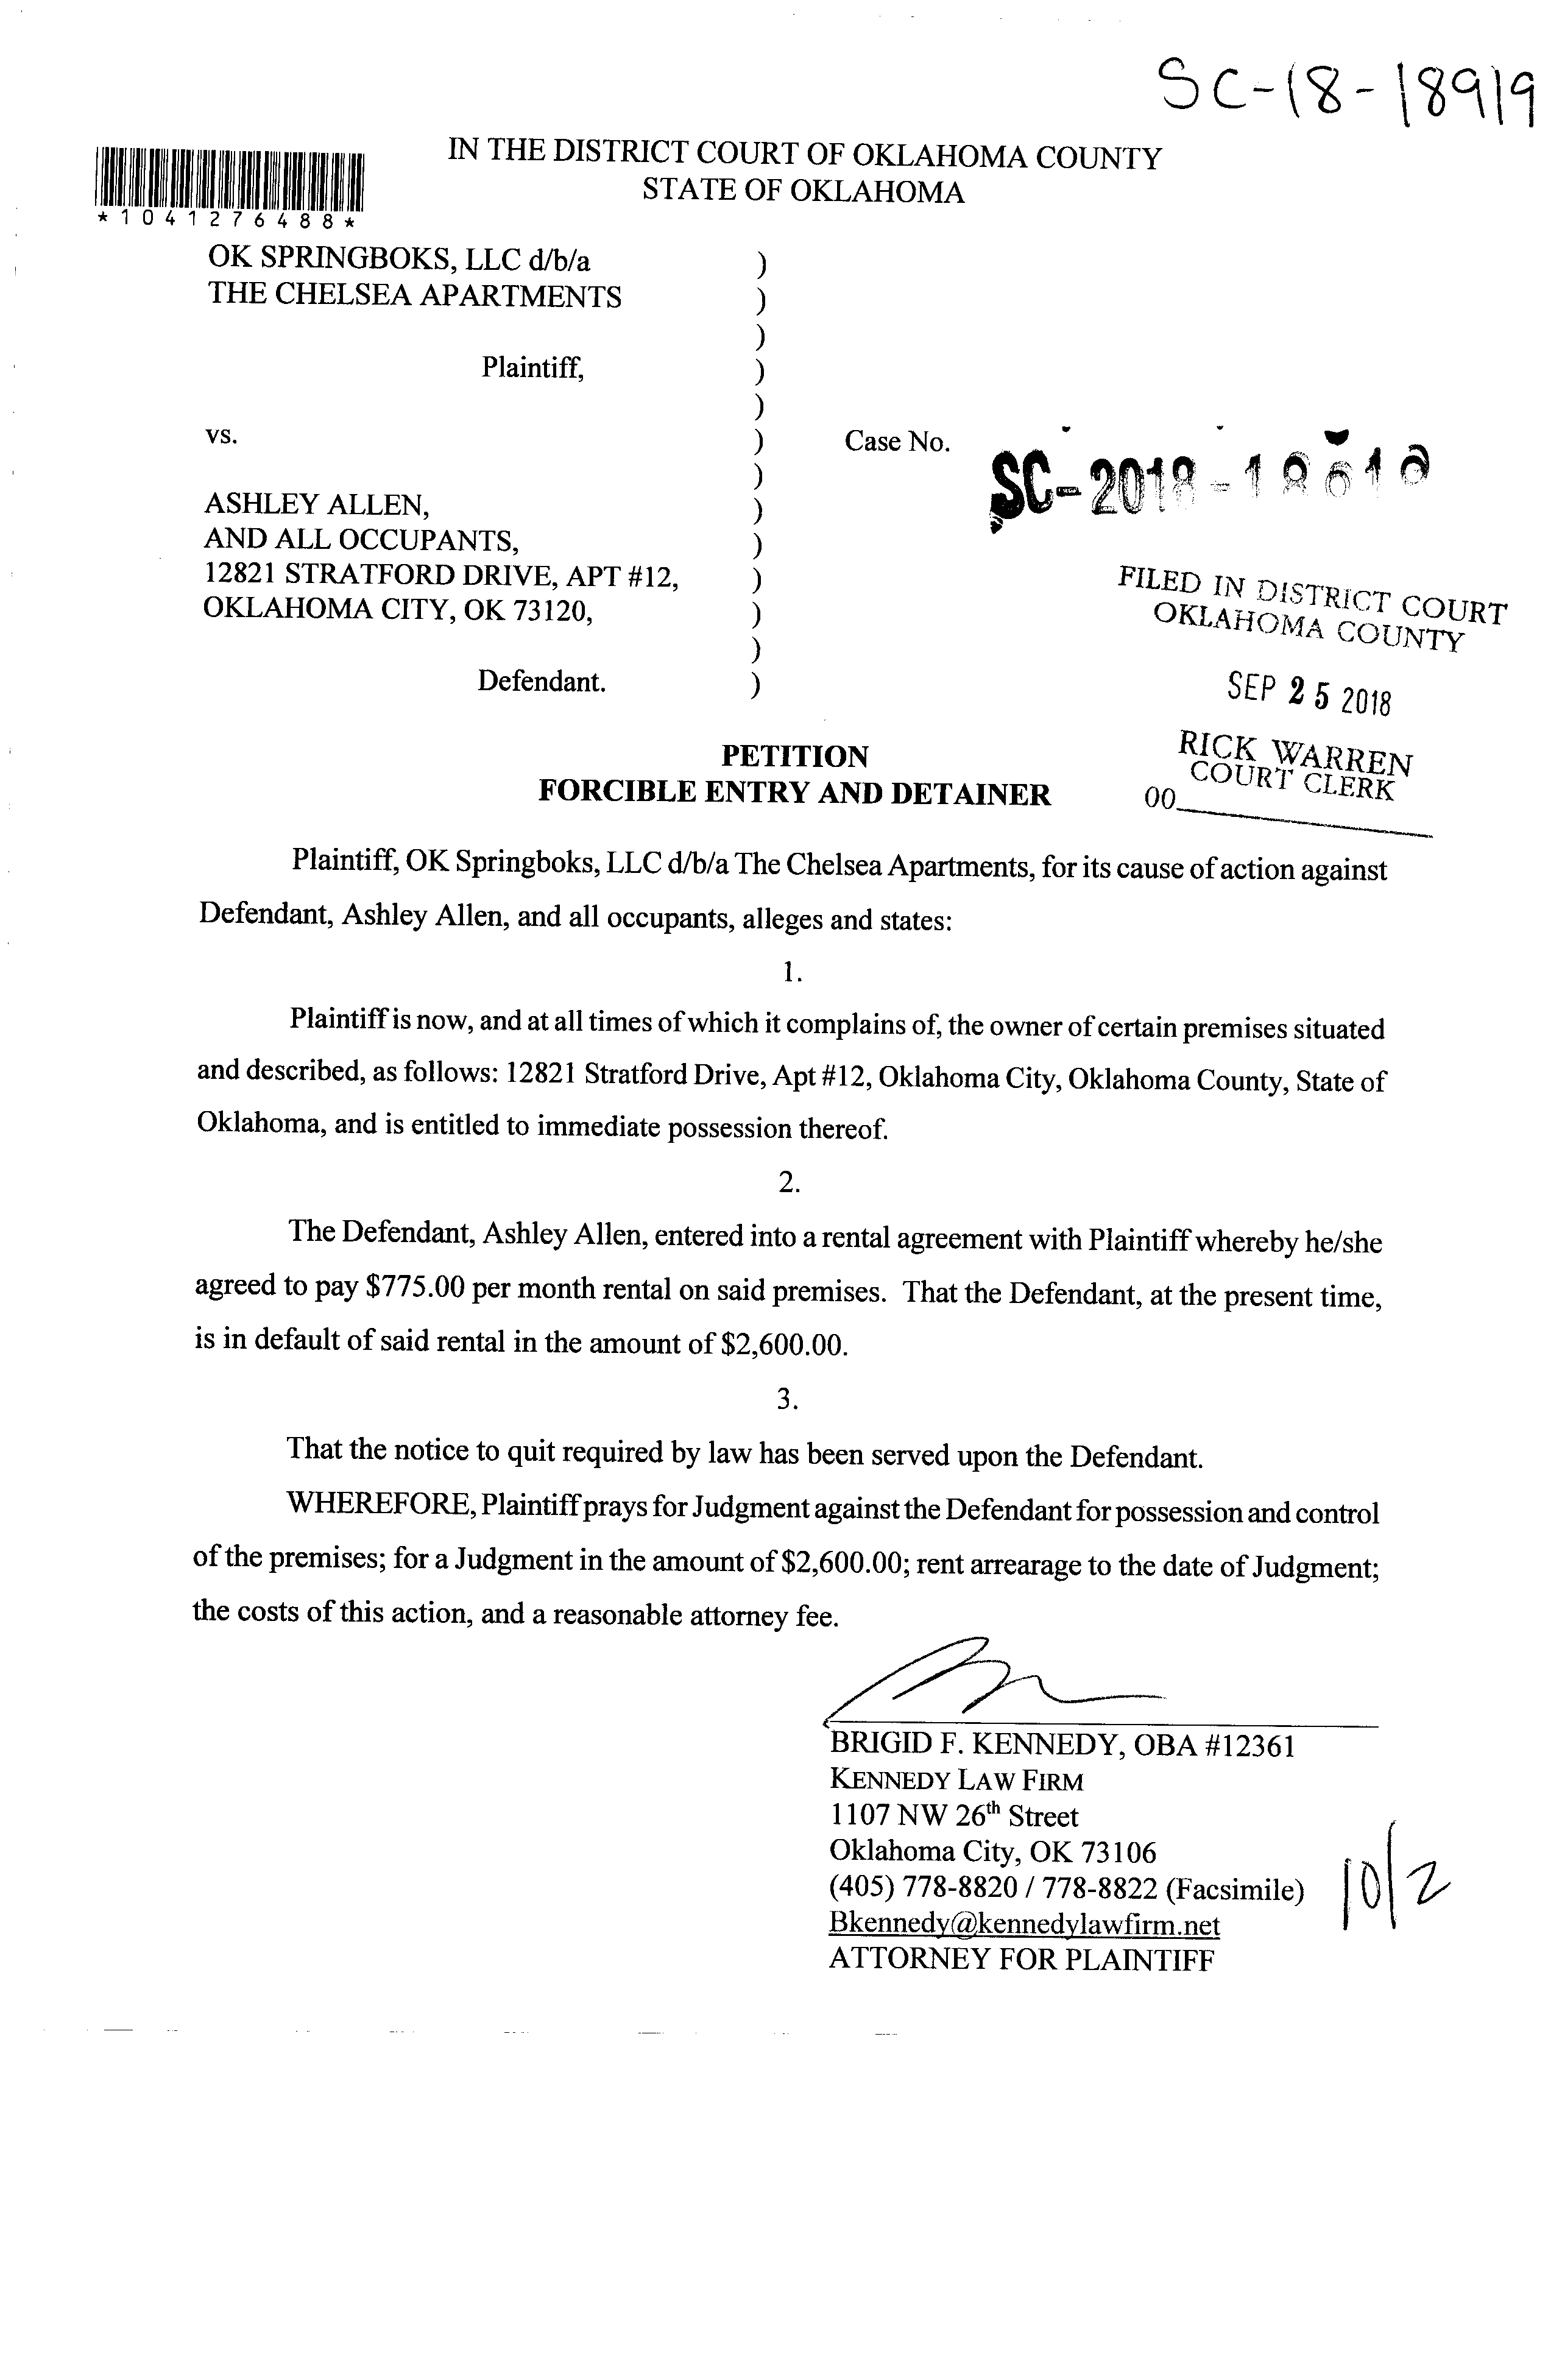 SC-18-18919
IN THE DISTRICT COURT OF OKLAHOMA COUNTY
STATE OF OKLAHOMA
*1041276488*
OK SPRINGBOKS, LLC d/b/a )
THE CHELSEA APARTMENTS )
)
Plaintiff, )
)
vs. ) Case No. SC-2018-
)
ASHLEY ALLEN, )
AND ALL OCCUPANTS, )
12821 STRATFORD DRIVE, APT #12, )
OKLAHOMA CITY, OK 73120, )
)
Defendant. )
FILED IN DISTRICT COURT
OKLAHOMA COUNTY
SEP 25 2018
RICK WARREN
COURT CLERK
00
PETITION
FORCIBLE ENTRY AND DETAINER
Plaintiff, OK Springboks, LLC d/b/a The Chelsea Apartments, for its cause of action against
Defendant, Ashley Allen, and all occupants, alleges and states:
1.
Plaintiff is now, and at all times of which it complains of, the owner of certain premises situated
and described, as follows: 12821 Stratford Drive, Apt #12, Oklahoma City, Oklahoma County, State of
Oklahoma, and is entitled to immediate possession thereof.
2.
The Defendant, Ashley Allen, entered into a rental agreement with Plaintiff whereby he/she
agreed to pay $775.00 per month rental on said premises. That the Defendant, at the present time,
is in default of said rental in the amount of $2,600.00.
3.
That the notice to quit required by law has been served upon the Defendant.
WHEREFORE, Plaintiff prays for Judgment against the Defendant for possession and control
of the premises; for a Judgment in the amount of $2,600.00; rent arrearage to the date of Judgment;
the costs of this action, and a reasonable attorney fee.
BRIGID F. KENNEDY, OBA #12361
KENNEDY LAW FIRM
1107 NW 26th Street
Oklahoma City, OK 73106
(405) 778-8820 / 778-8822 (Facsimile)
Bkennedy@kennedylawfirm.net
ATTORNEY FOR PLAINTIFF
10/2